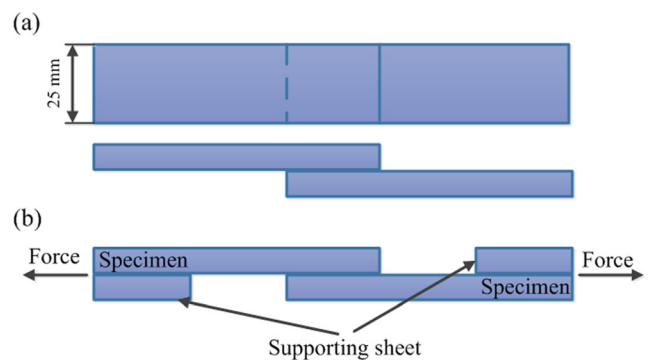 (a)
25 mm
(b)
Force
Specimen
Force
Specimen
Supporting sheet